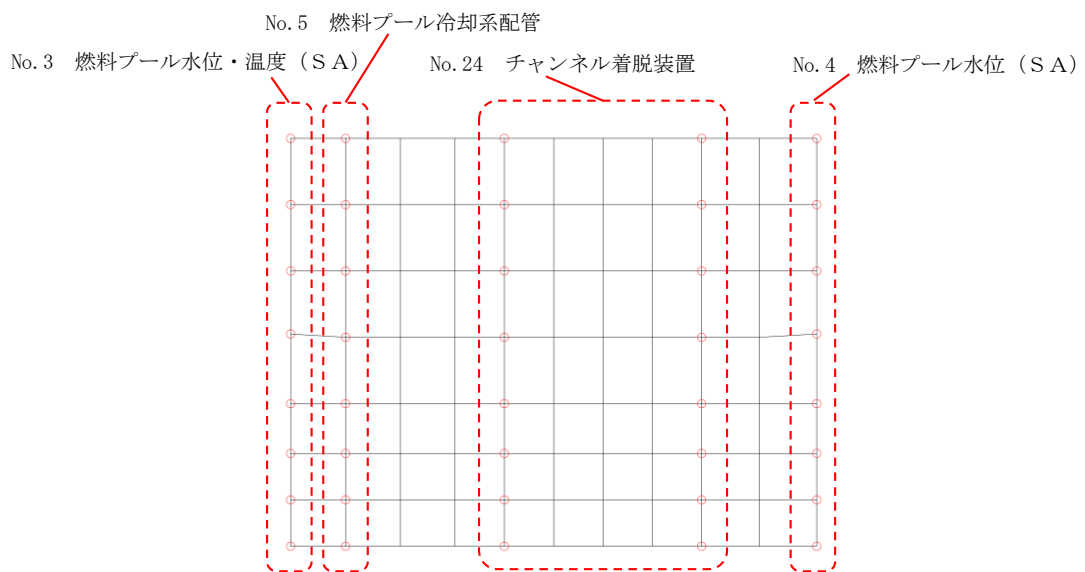 No.5　燃料プール冷却系配管
No.3　燃料プール水位・温度（ＳＡ）
No.24　チャンネル着脱装置
No.4　燃料プール水位（ＳＡ）